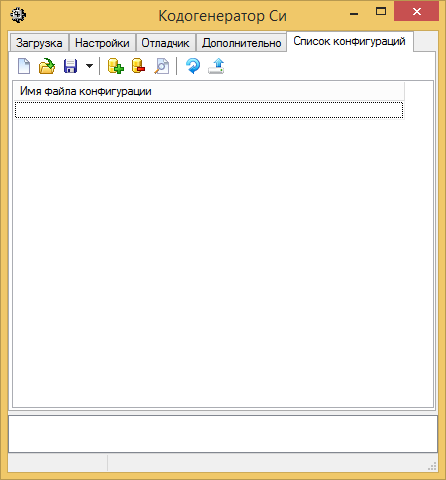 Кодогенератор Си
Загрузка Настройки Отладчик Дополнительно Список конфигураций
Имя файла конфигурации